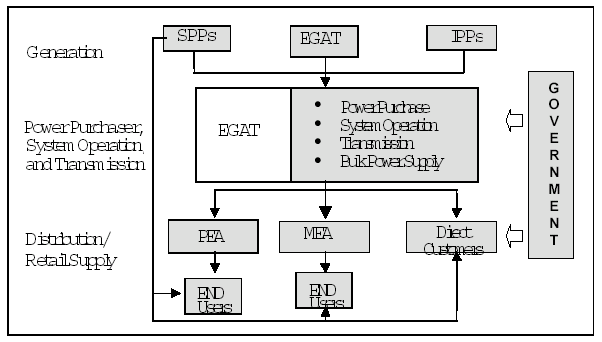 Generation
SPPs
EGAT
IPPs
Power Purchaser,
System Operation,
and Transmission
EGAT
• Power Purchase
• System Operation
• Transmission
• Bulk Power Supply
GOVERNMENT
Distribution/
Retail Supply
PEA
MEA
Direct
Customers
END
Users
END
Users